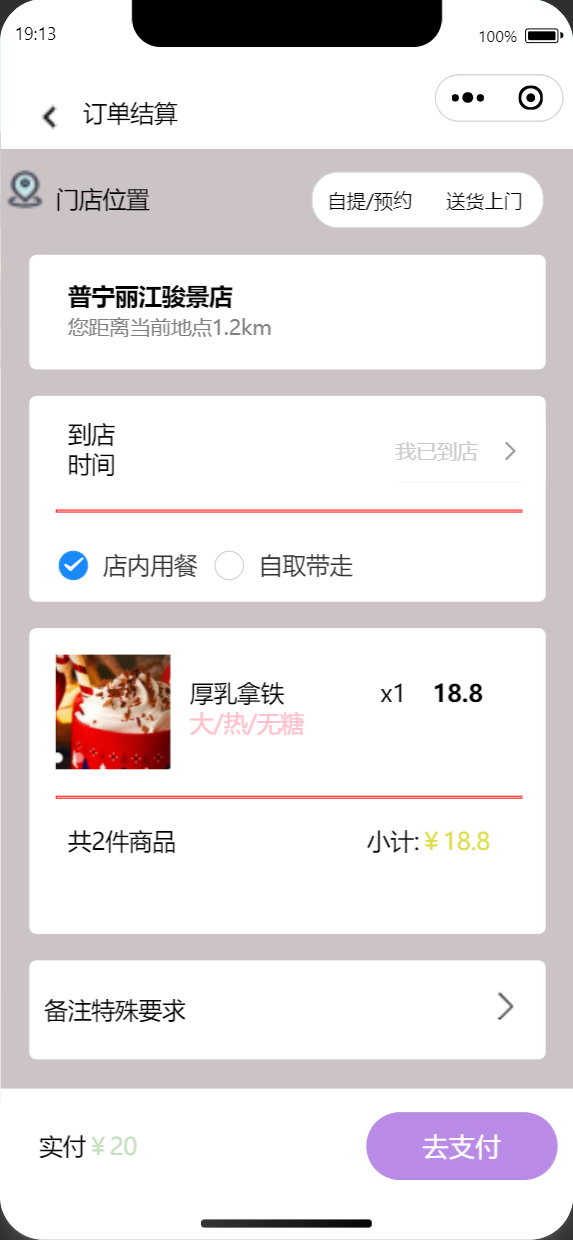 19:13
100%
订单结算
门店位置
自提/预约 送货上门
普宁丽江骏景店
您距离当前地点1.2km
到店
时间
我已到店
店内用餐 自取带走
厚乳拿铁 x1 18.8
大/热/无糖
共2件商品 小计:￥18.8
备注特殊要求
实付￥20 去支付